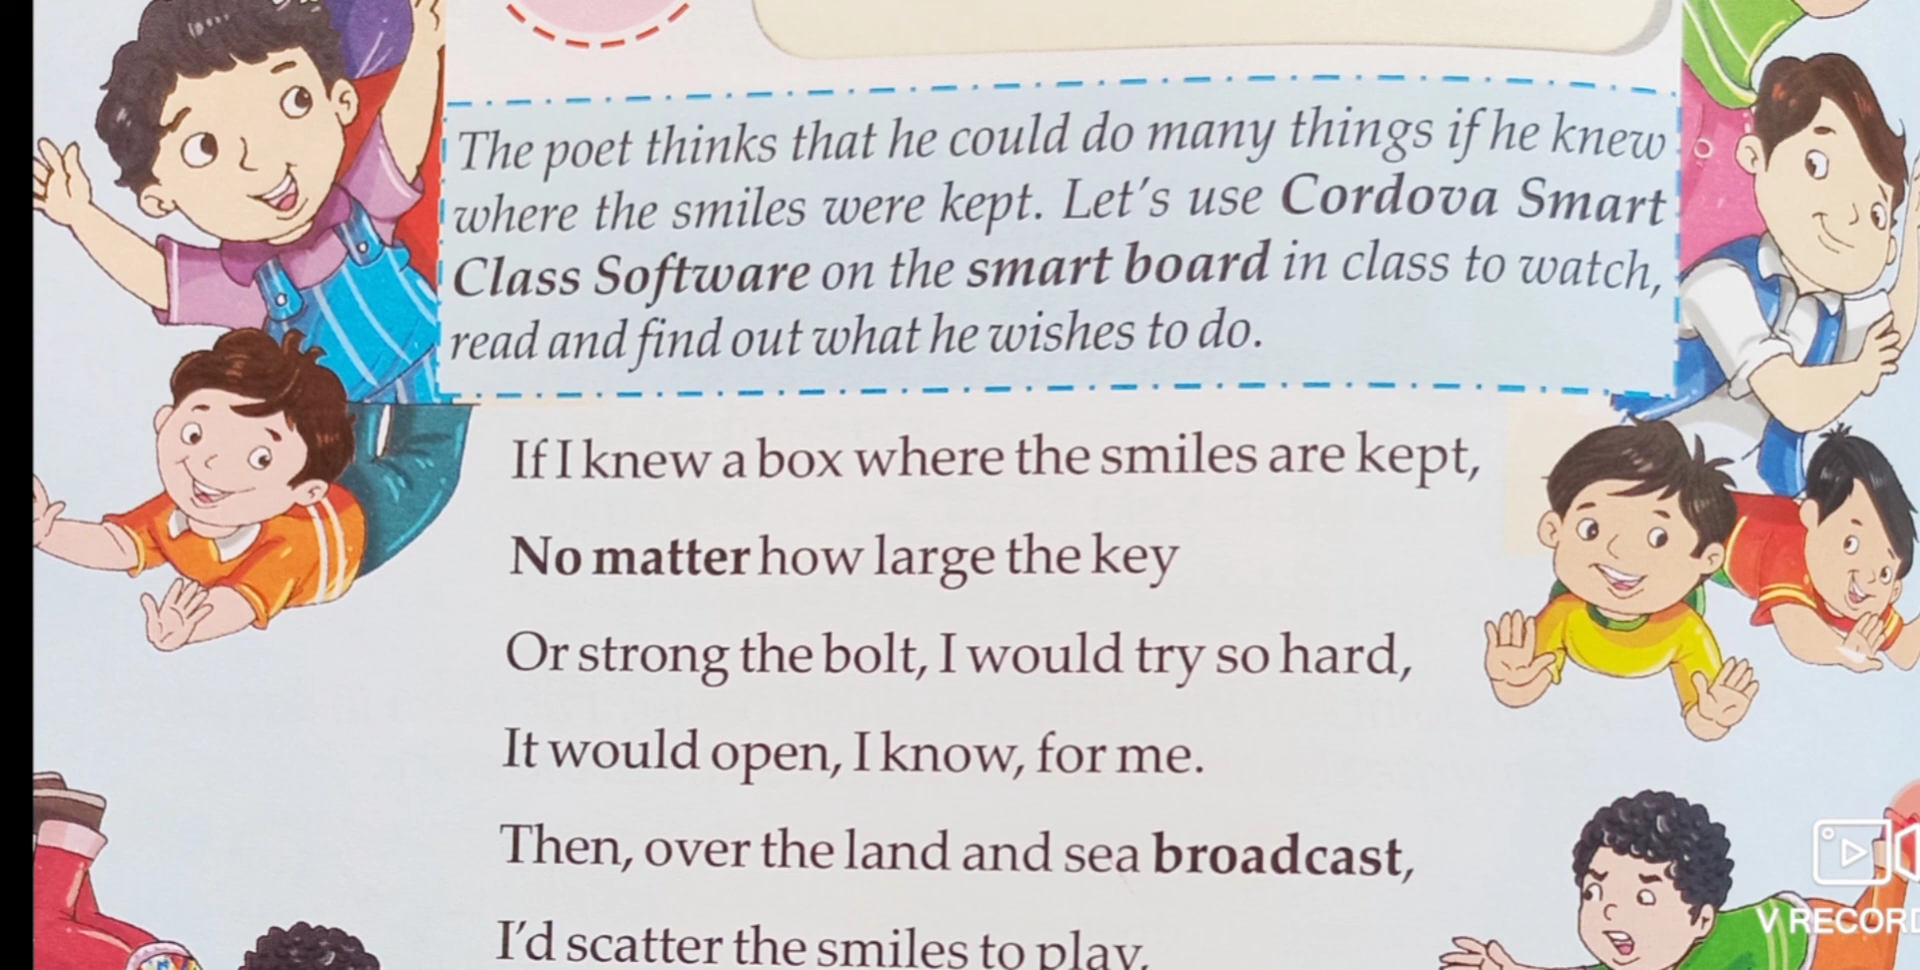 The poet thinks that he could do many things if he knew
where the smiles were kept. Let's use Cordova Smart
Class Software on the smart board in class to watch,
read and find out what he wishes to do.
If I knew a box where the smiles are kept,
No matter how large the key
Or strong the bolt, I would try so hard,
It would open, I know, for me.
Then, over the land and sea broadcast,
I'd scatter the smiles to play,
V RECORD